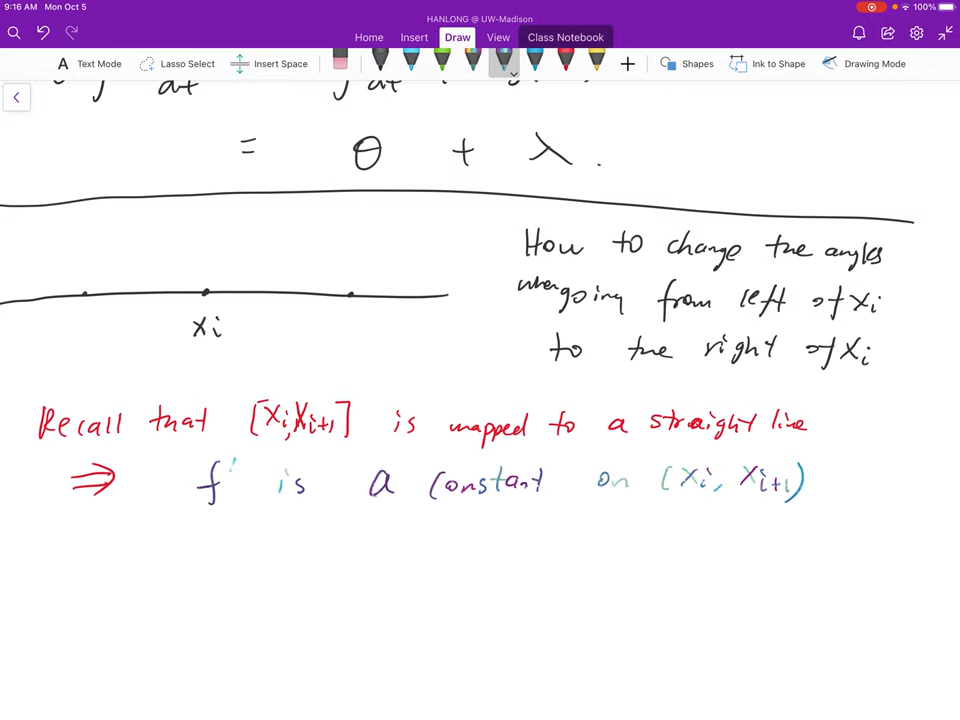 9:16 AM Mon Oct 5
100%
HANLONG @ UW-Madison
Home Insert Draw View Class Notebook
Text Mode Lasso Select Insert Space Shapes Ink to Shape Drawing Mode
= θ + λ .
How to change the angles
when going from left of xi
to the right of xi
xi
Recall that [xi, xi+1] is mapped to a straight line
⇒ f' is a constant on (xi, xi+1)